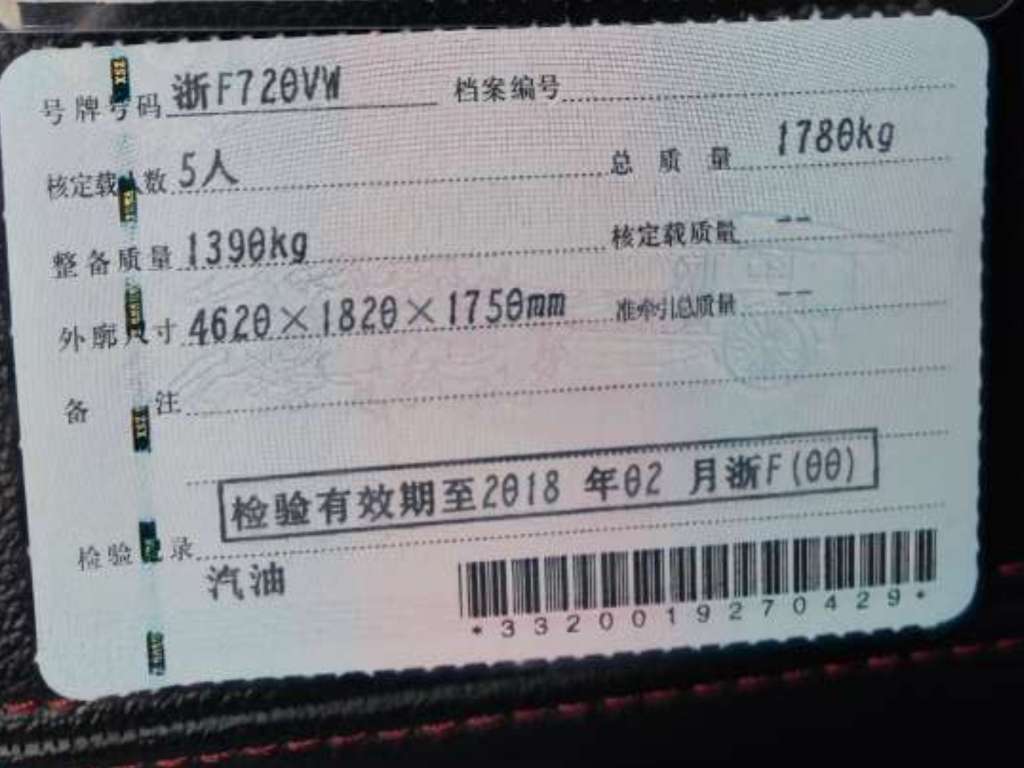 号牌号码 浙F720VW 档案编号
核定载人数 5人 总质量 1780kg
整备质量 1390kg 核定载质量 --
外廓尺寸 4620×1820×1750mm 准牵引总质量 --
备注
检验有效期至2018 年02 月浙F(00)
检验记录
汽油
*3320019270429*